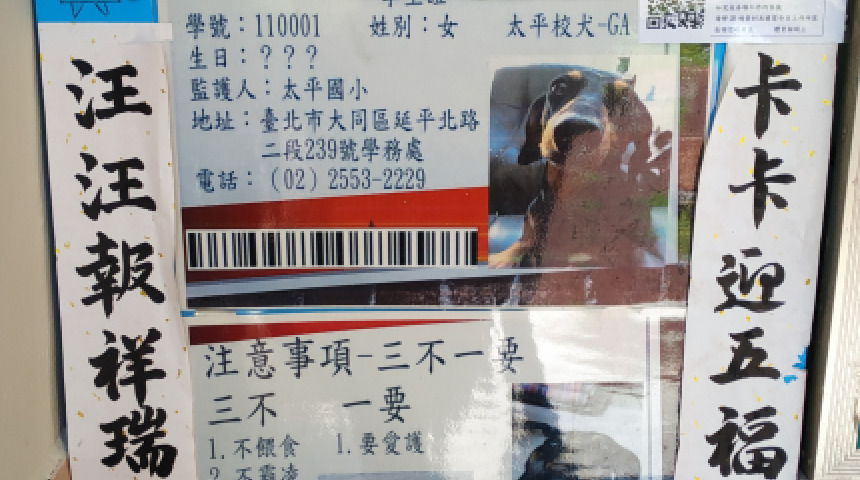 汪汪報祥瑞
學號：110001 姓別：女 太平校犬-GA
生日：？？？
監護人：太平國小
地址：臺北市大同區延平北路
二段239號學務處
電話：（02）2553-2229
注意事項-三不一要
三不 一要
1.不餵食 1.要愛護
2.不霸凌
卡卡迎五福